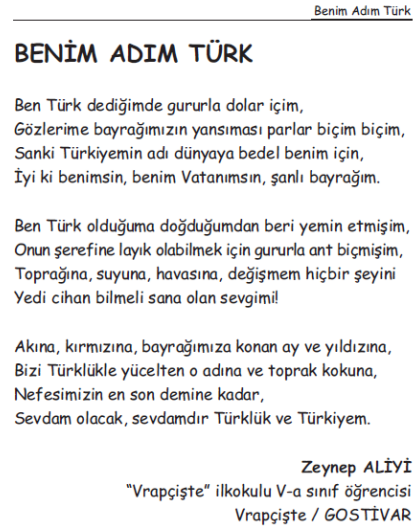 Benim Adım Türk
BENİM ADIM TÜRK
Ben Türk dediğimde gururla dolar içim,
Gözlerime bayrağımızın yansıması parlar biçim biçim,
Sanki Türkiyemin adı dünyaya bedel benim için,
İyi ki benimsin, benim Vatanımsın, şanlı bayrağım.
Ben Türk olduğuma doğduğumdan beri yemin etmişim,
Onun şerefine layık olabilmek için gururla ant biçmişim,
Toprağına, suyuna, havasına, değişmem hiçbir şeyini
Yedi cihan bilmeli sana olan sevgimi!
Akına, kırmızına, bayrağımıza konan ay ve yıldızına,
Bizi Türklükle yücelten o adına ve toprak kokuna,
Nefesimizin en son demine kadar,
Sevdam olacak, sevdamdır Türklük ve Türkiyem.
Zeynep ALİYİ
“Vrapçişte” ilkokulu V-a sınıf öğrencisi
Vrapçişte / GOSTİVAR